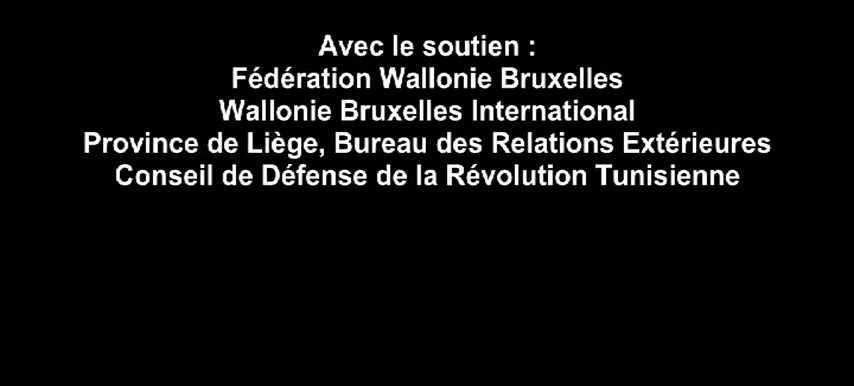 Avec le soutien :
Fédération Wallonie Bruxelles
Wallonie Bruxelles International
Province de Liège, Bureau des Relations Extérieures
Conseil de Défense de la Révolution Tunisienne